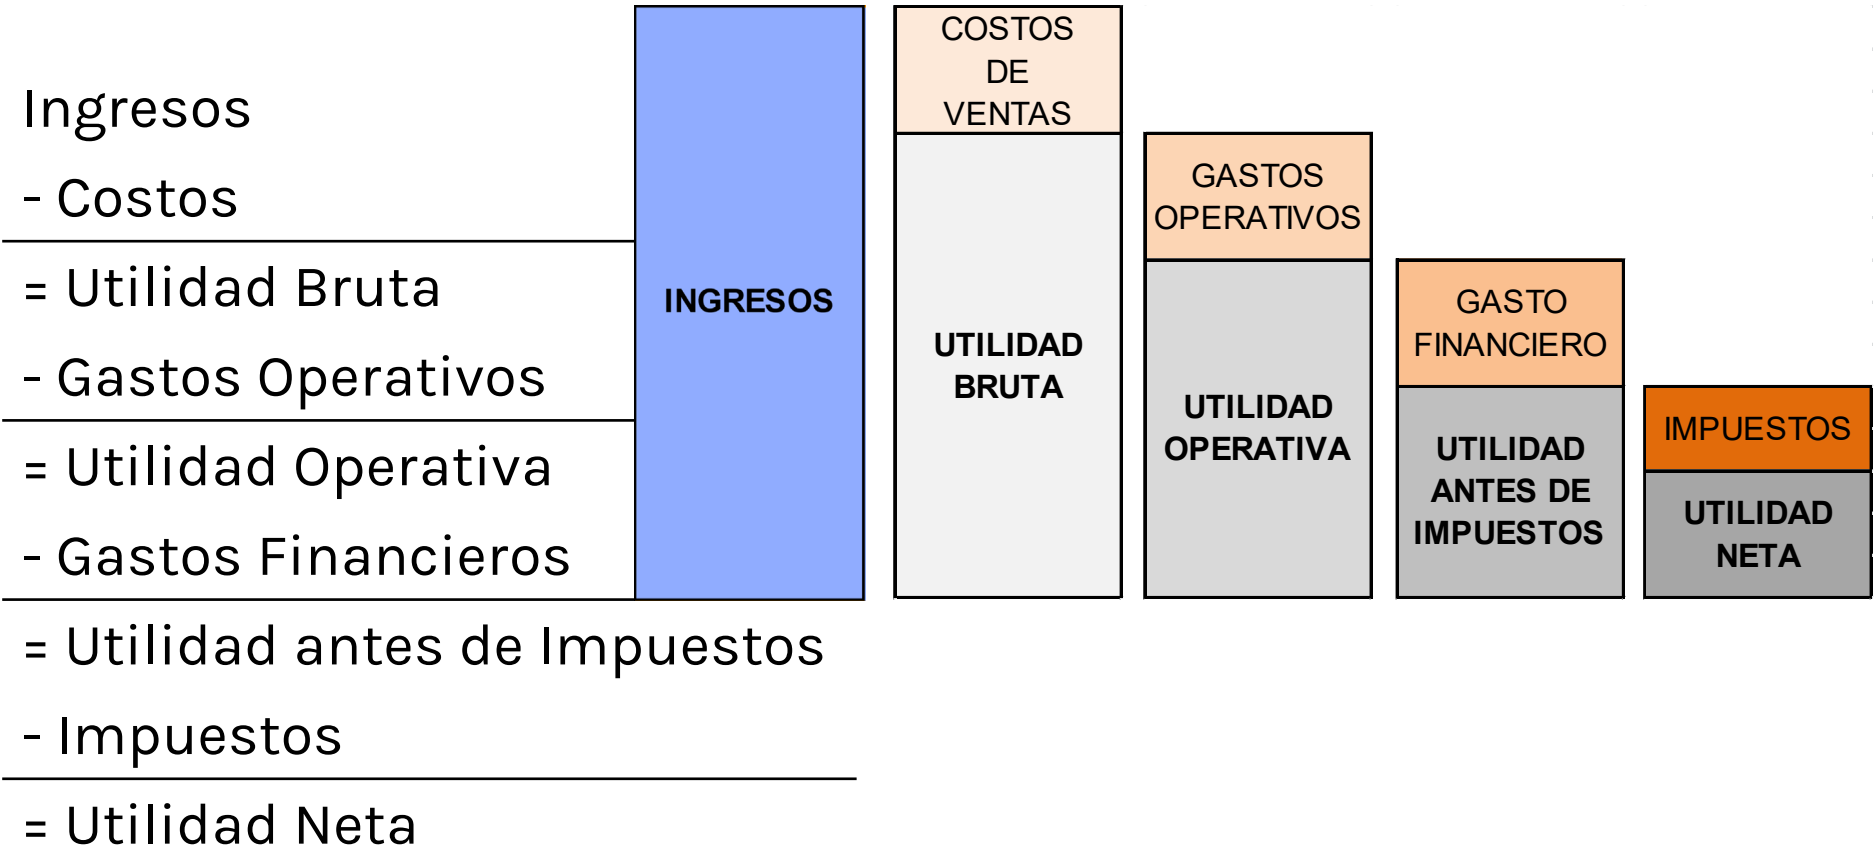 Ingresos
- Costos
= Utilidad Bruta
- Gastos Operativos
= Utilidad Operativa
- Gastos Financieros
= Utilidad antes de Impuestos
- Impuestos
= Utilidad Neta
INGRESOS
COSTOS
DE
VENTAS
UTILIDAD
BRUTA
GASTOS
OPERATIVOS
UTILIDAD
OPERATIVA
GASTO
FINANCIERO
UTILIDAD
ANTES DE
IMPUESTOS
IMPUESTOS
UTILIDAD
NETA